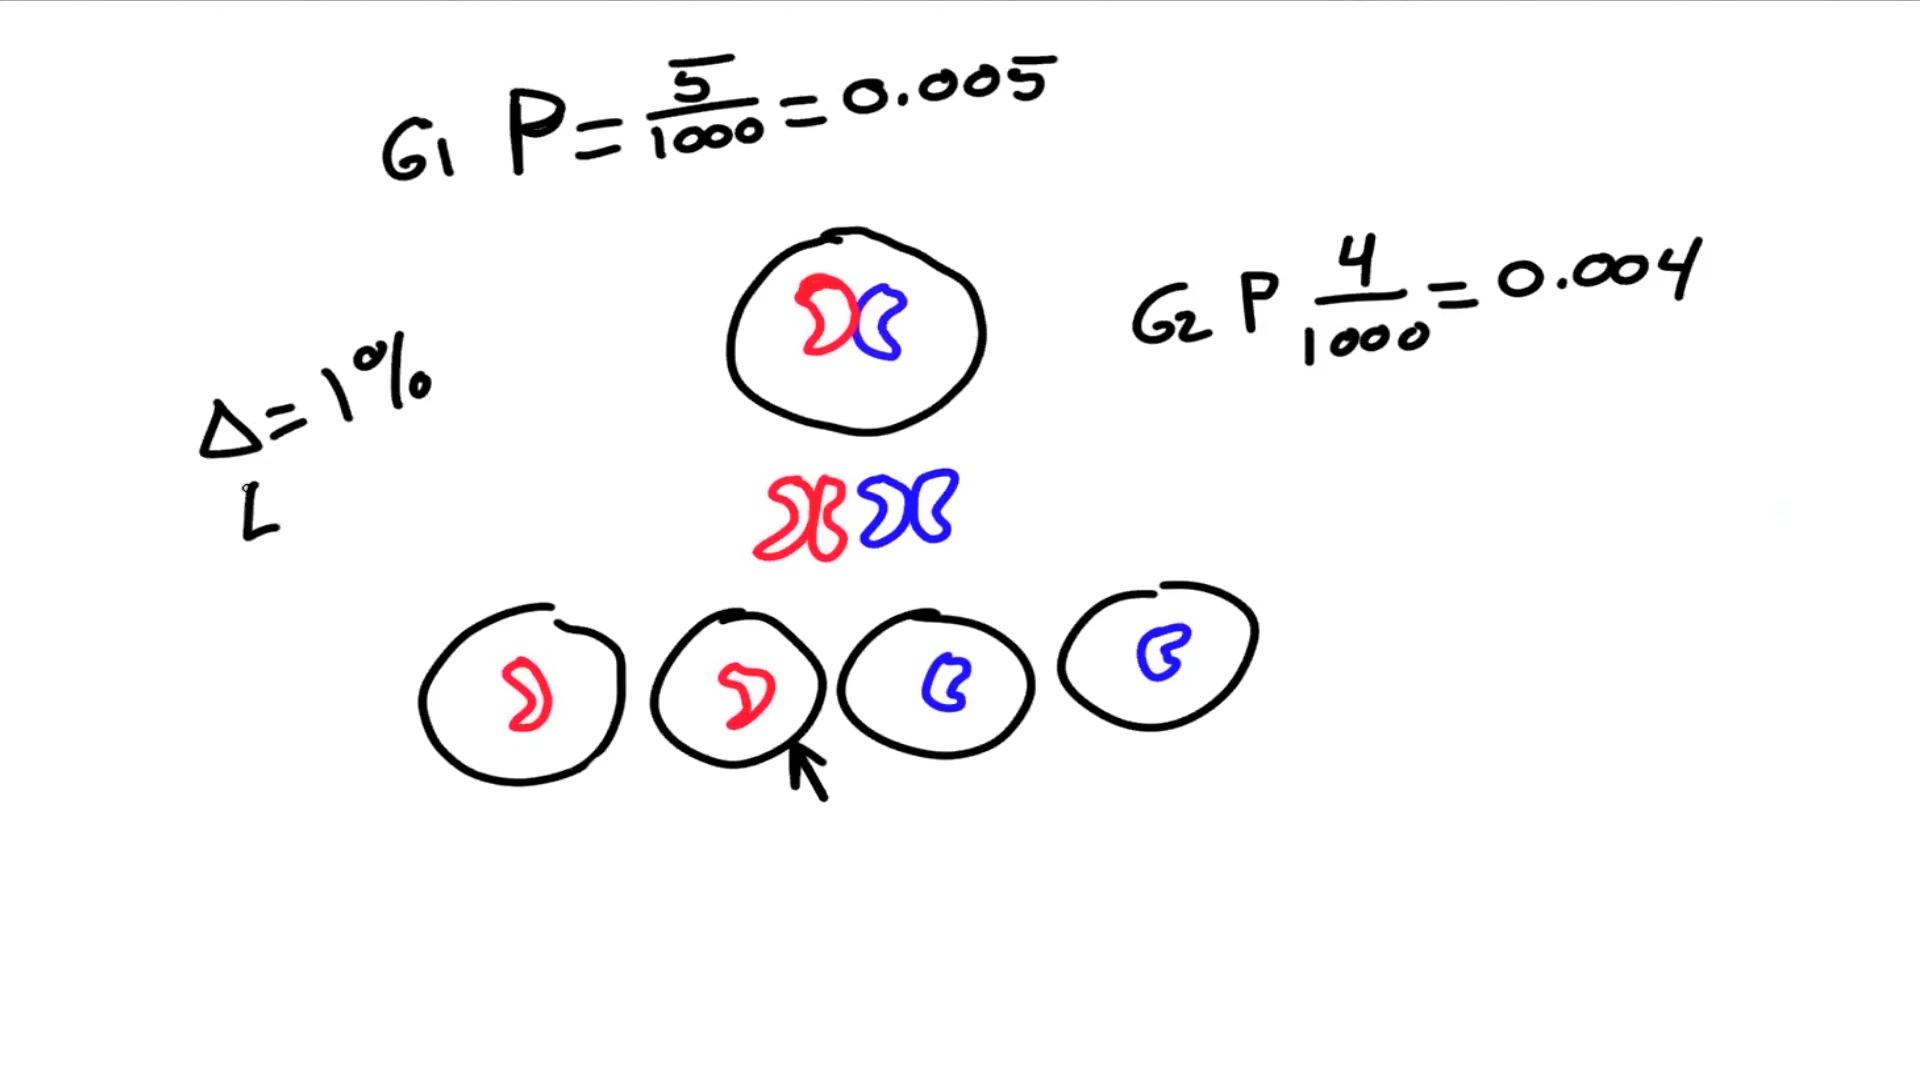 G1 P = 5/1000 = 0.005
G2 P 4/1000 = 0.004
Δ = 1%
L